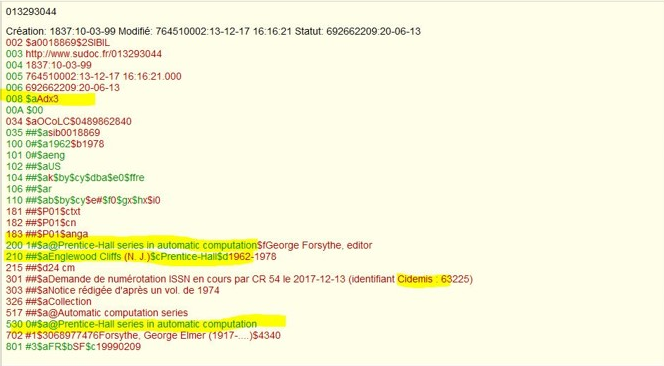 013293044
Création: 1837:10-03-99 Modifié: 764510002:13-12-17 16:16:21 Statut: 692662209:20-06-13
002 $a0018869$2SIBIL
003 http://www.sudoc.fr/013293044
004 1837:10-03-99
005 764510002:13-12-17 16:16:21.000
006 692662209:20-06-13
008 $aAdx3
00A $00
034 $aOCoLC$0489862840
035 ##$asib0018869
100 0#$a1962$b1978
101 0#$aeng
102 ##$aUS
104 ##$ak$by$cy$dba$e0$ffre
106 ##$ar
110 ##$ab$by$cy$e#$f0$gx$hx$i0
181 ##$P01$ctxt
182 ##$P01$cn
183 ##$P01$anga
200 1#$a@Prentice-Hall series in automatic computation$fGeorge Forsythe, editor
210 ##$aEnglewood Cliffs (N. J.)$cPrentice-Hall$d1962-1978
215 ##$d24 cm
301 ##$aDemande de numérotation ISSN en cours par CR 54 le 2017-12-13 (identifiant Cidemis : 63225)
303 ##$aNotice rédigée d'après un vol. de 1974
326 ##$aCollection
517 ##$a@Automatic computation series
530 0#$a@Prentice-Hall series in automatic computation
702 #1$3068977476Forsythe, George Elmer (1917-....)$4340
801 #3$aFR$bSF$c19990209